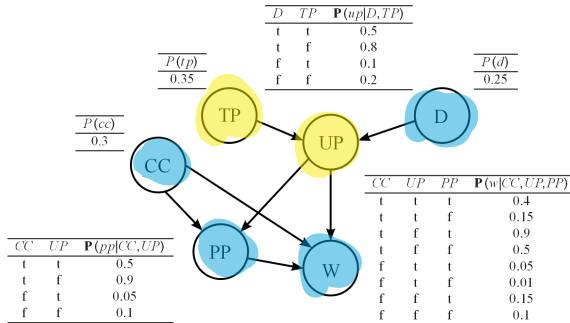 D TP P(up|D,TP)
t t 0.5
t f 0.8
f t 0.1
f f 0.2
P(tp)
0.35
P(d)
0.25
TP
D
P(cc)
0.3
UP
CC
CC UP PP P(w|CC,UP,PP)
t t t 0.4
t t f 0.15
t f t 0.9
t f f 0.5
f t t 0.05
f t f 0.01
f f t 0.15
f f f 0.1
CC UP P(pp|CC,UP)
t t 0.5
t f 0.9
f t 0.05
f f 0.1
PP
W